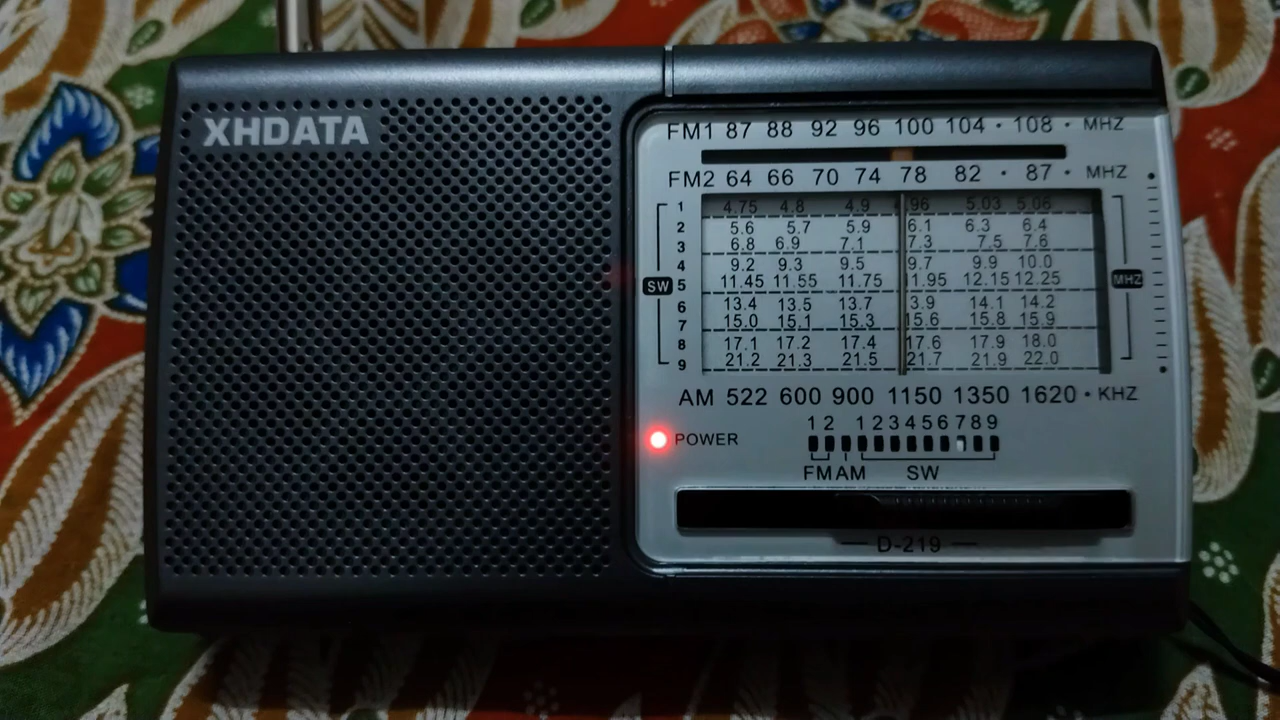 XHDATA
FM1 87 88 92 96 100 104 • 108 • MHZ
FM2 64 66 70 74 78 82 • 87 • MHZ
1 4.75 4.8 4.9 96 5.03 5.06
2 5.6 5.7 5.9 6.1 6.3 6.4
3 6.8 6.9 7.1 7.3 7.5 7.6
4 9.2 9.3 9.5 9.7 9.9 10.0
SW 5 11.45 11.55 11.75 1.95 12.15 12.25 MHZ
6 13.4 13.5 13.7 3.9 14.1 14.2
7 15.0 15.1 15.3 15.6 15.8 15.9
8 17.1 17.2 17.4 17.6 17.9 18.0
9 21.2 21.3 21.5 21.7 21.9 22.0
AM 522 600 900 1150 1350 1620 • KHZ
1 2 1 2 3 4 5 6 7 8 9
POWER
FM AM SW
D-219